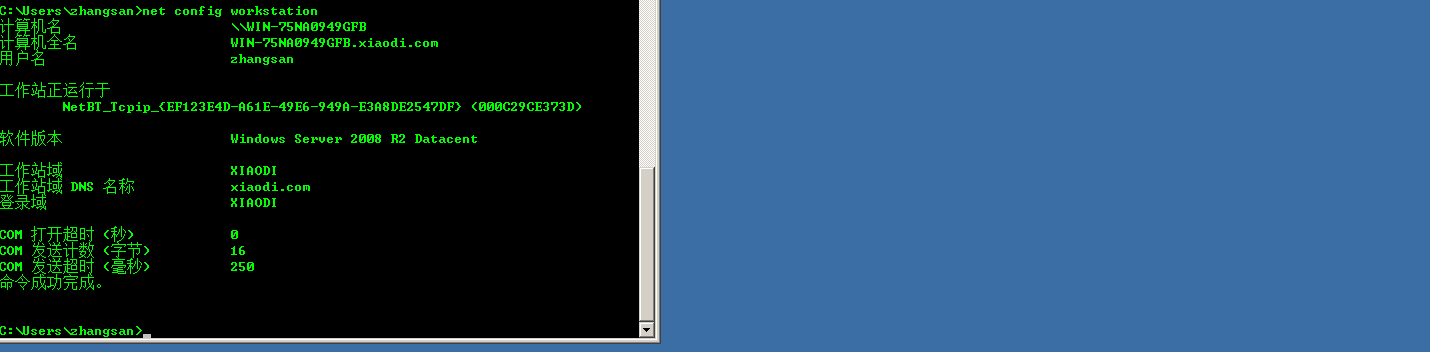 C:\Users\zhangsan>net config workstation
计算机名 \\WIN-75NA0949GFB
计算机全名 WIN-75NA0949GFB.xiaodi.com
用户名 zhangsan
工作站正运行于
NetBT_Tcpip_{EF123E4D-A61E-49E6-949A-E3A8DE2547DF} (000C29CE373D)
软件版本 Windows Server 2008 R2 Datacent
工作站域 XIAODI
工作站域 DNS 名称 xiaodi.com
登录域 XIAODI
COM 打开超时 (秒) 0
COM 发送计数 (字节) 16
COM 发送超时 (毫秒) 250
命令成功完成。
C:\Users\zhangsan>